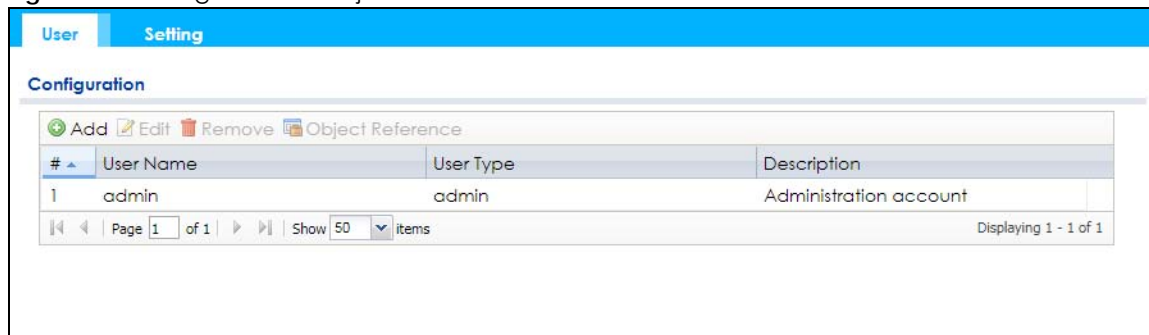 User Setting
Configuration
Add Edit Remove Object Reference
# User Name User Type Description
1 admin admin Administration account
Page 1 of 1 Show 50 items Displaying 1 - 1 of 1